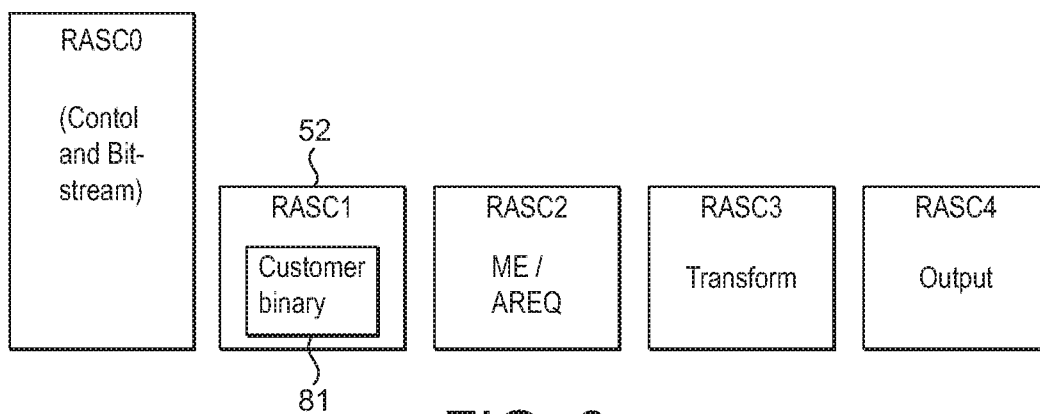 RASC0
(Contol
and Bit-
stream)
52
RASC1
Customer
binary
81
RASC2
ME /
AREQ
RASC3
Transform
RASC4
Output